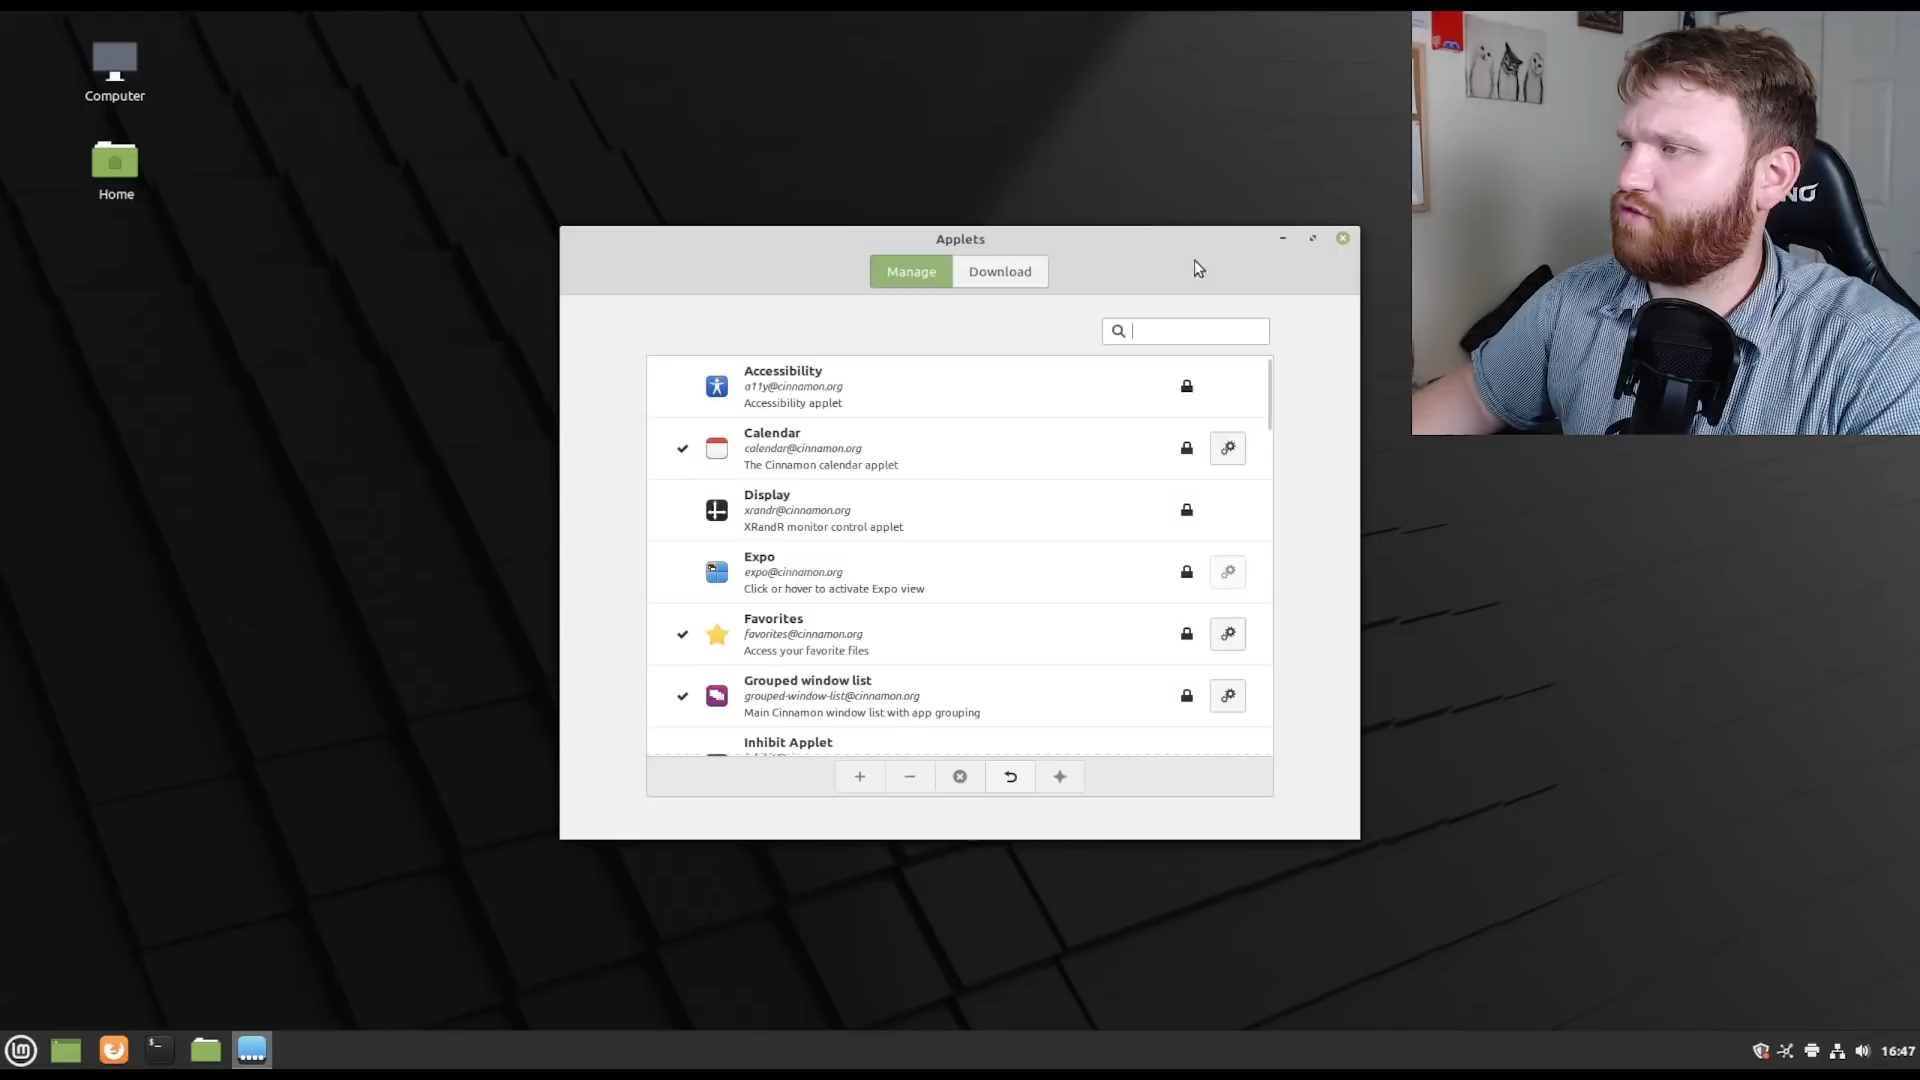 Computer
Home
Applets
Manage
Download
Accessibility
a11y@cinnamon.org
Accessibility applet
Calendar
calendar@cinnamon.org
The Cinnamon calendar applet
Display
xrandr@cinnamon.org
XRandR monitor control applet
Expo
expo@cinnamon.org
Click or hover to activate Expo view
Favorites
favorites@cinnamon.org
Access your favorite files
Grouped window list
grouped-window-list@cinnamon.org
Main Cinnamon window list with app grouping
Inhibit Applet
16:47